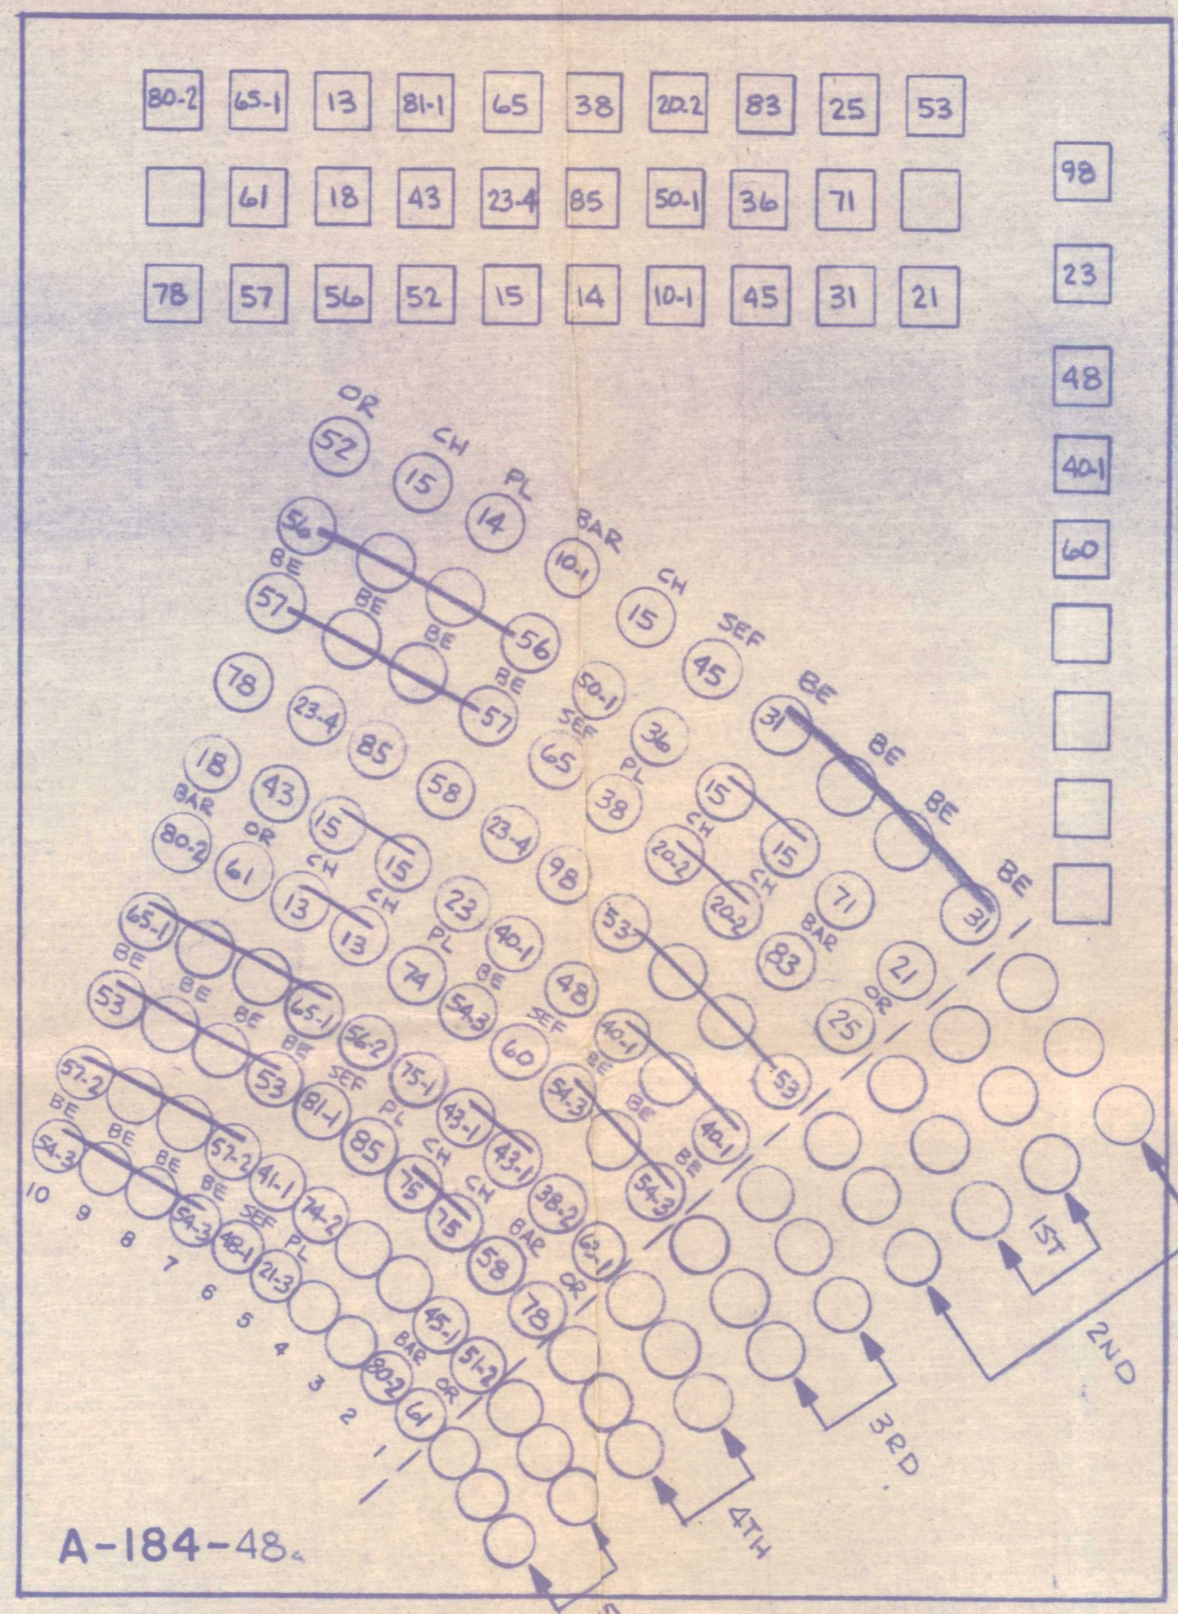 80-2 65-1 13 81-1 65 38 20-2 83 25 53
61 18 43 23-4 85 50-1 36 71
78 57 56 52 15 14 10-1 45 31 21
98
23
48
40-1
60
OR CH PL BAR CH SEF BE BE BE BE
52 15 14 10-1 15 45 31 31
56 56 50-1 36 15 15 71 21
BE BE BE BE SEF PL CH CH BAR OR
57 57 65 38 20-2 20-2 83 25
78 23-4 85 58 23-4 98 53 53
18 43 15 15 23 40-1 48 40-1 40-1
BAR OR CH CH PL BE SEF BE BE BE
80-2 61 13 13 74 54-3 60 54-3 54-3
65-1 65-1 56-2 75-1 43-1 43-1 38-2 63-1
BE BE BE BE SEF PL CH CH BAR OR
53 53 81-1 85 75 75 58 78
57-2 57-2 41-1 74-2 45-1 51-2
BE BE BE BE SEF PL BAR OR
54-3 54-3 48-1 21-3 80-2 61
10 9 8 7 6 5 4 3 2 1
1ST
2ND
3RD
4TH
A-184-48